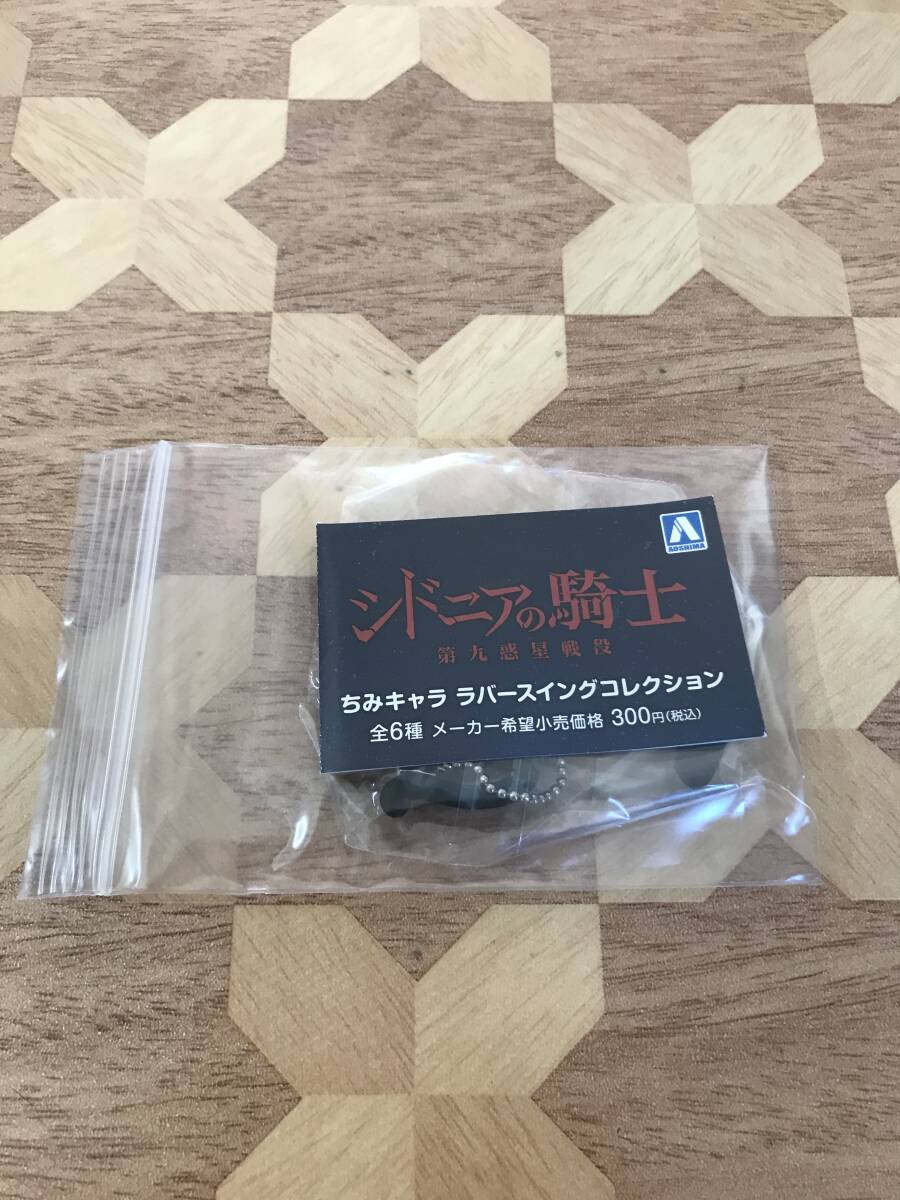 AOSHIMA
シドニアの騎士
第九惑星戦役
ちみキャラ ラバースイングコレクション
全6種 メーカー希望小売価格 300円(税込)